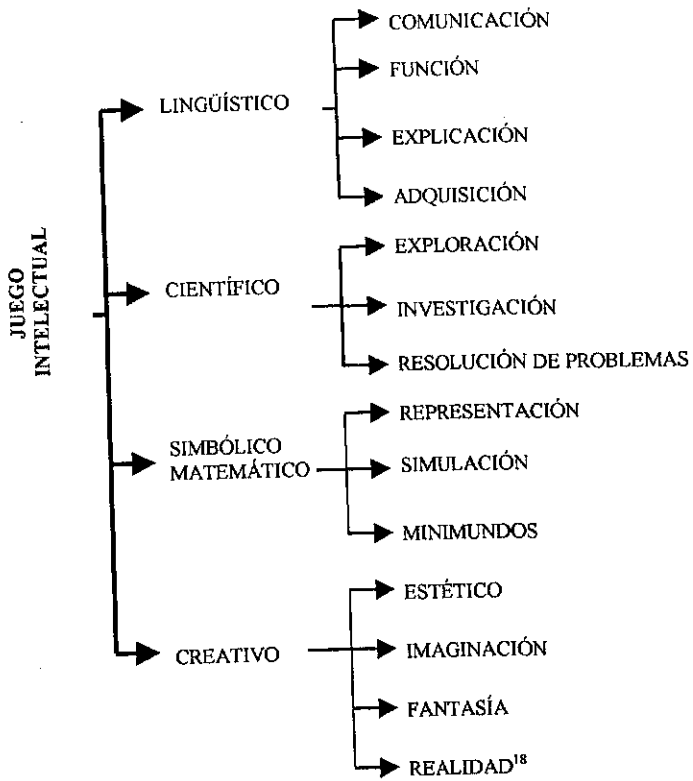 JUEGO
INTELECTUAL
LINGÜÍSTICO
COMUNICACIÓN
FUNCIÓN
EXPLICACIÓN
ADQUISICIÓN
CIENTÍFICO
EXPLORACIÓN
INVESTIGACIÓN
RESOLUCIÓN DE PROBLEMAS
SIMBÓLICO
MATEMÁTICO
REPRESENTACIÓN
SIMULACIÓN
MINIMUNDOS
CREATIVO
ESTÉTICO
IMAGINACIÓN
FANTASÍA
REALIDAD¹⁸